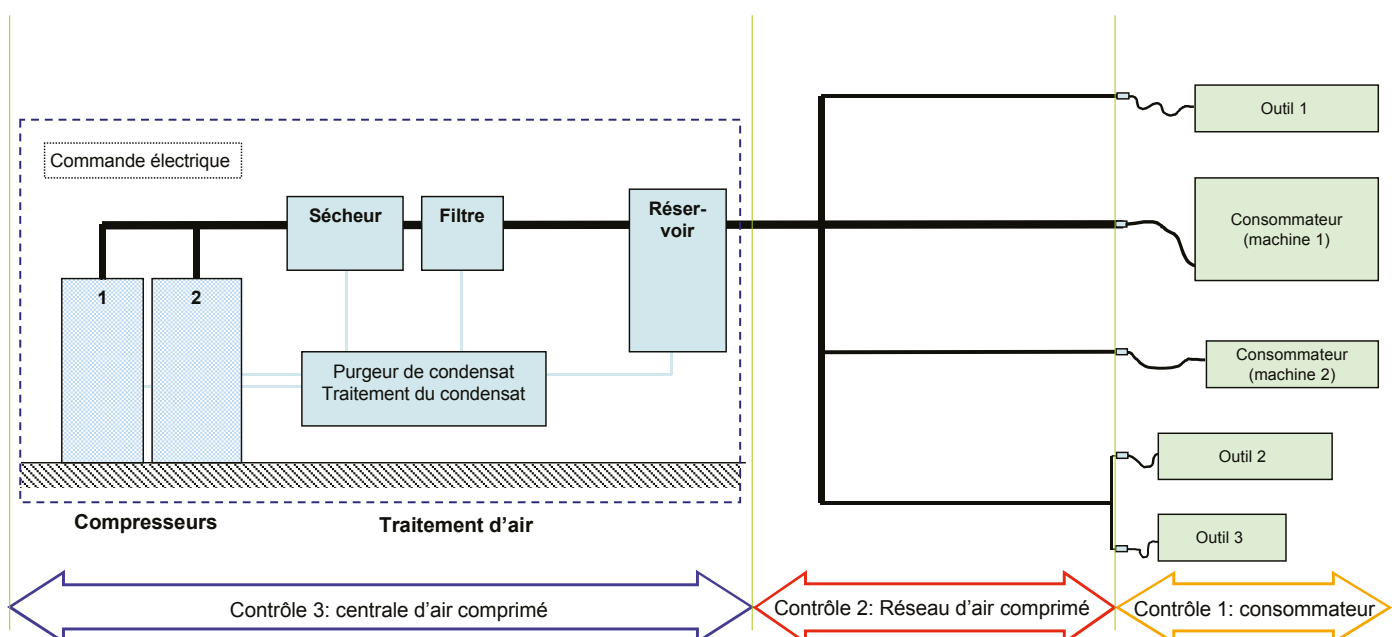 Commande électrique
1
2
Sécheur
Filtre
Réser-
voir
Purgeur de condensat
Traitement du condensat
Compresseurs
Traitement d'air
Outil 1
Consommateur
(machine 1)
Consommateur
(machine 2)
Outil 2
Outil 3
Contrôle 3: centrale d'air comprimé
Contrôle 2: Réseau d'air comprimé
Contrôle 1: consommateur